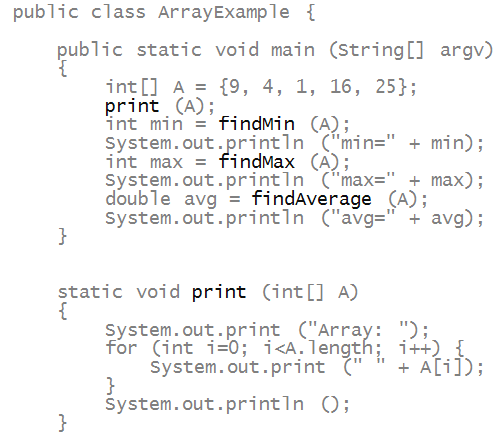 public class ArrayExample {
public static void main (String[] argv)
{
int[] A = {9, 4, 1, 16, 25};
print (A);
int min = findMin (A);
System.out.println ("min=" + min);
int max = findMax (A);
System.out.println ("max=" + max);
double avg = findAverage (A);
System.out.println ("avg=" + avg);
}
static void print (int[] A)
{
System.out.print ("Array: ");
for (int i=0; i<A.length; i++) {
System.out.print (" " + A[i]);
}
System.out.println ();
}